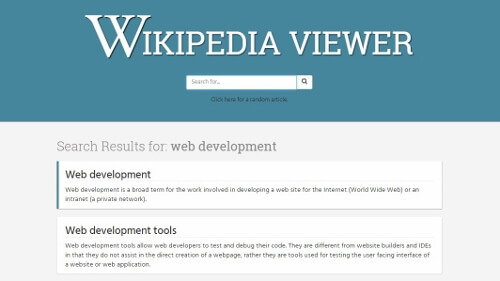 WIKIPEDIA VIEWER
Search for...
Click here for a random article.
Search Results for: web development
Web development
Web development is a broad term for the work involved in developing a web site for the Internet (World Wide Web) or an
intranet (a private network).
Web development tools
Web development tools allow web developers to test and debug their code. They are different from website builders and IDEs
in that they do not assist in the direct creation of a webpage, rather they are tools used for testing the user facing interface of
a website or web application.